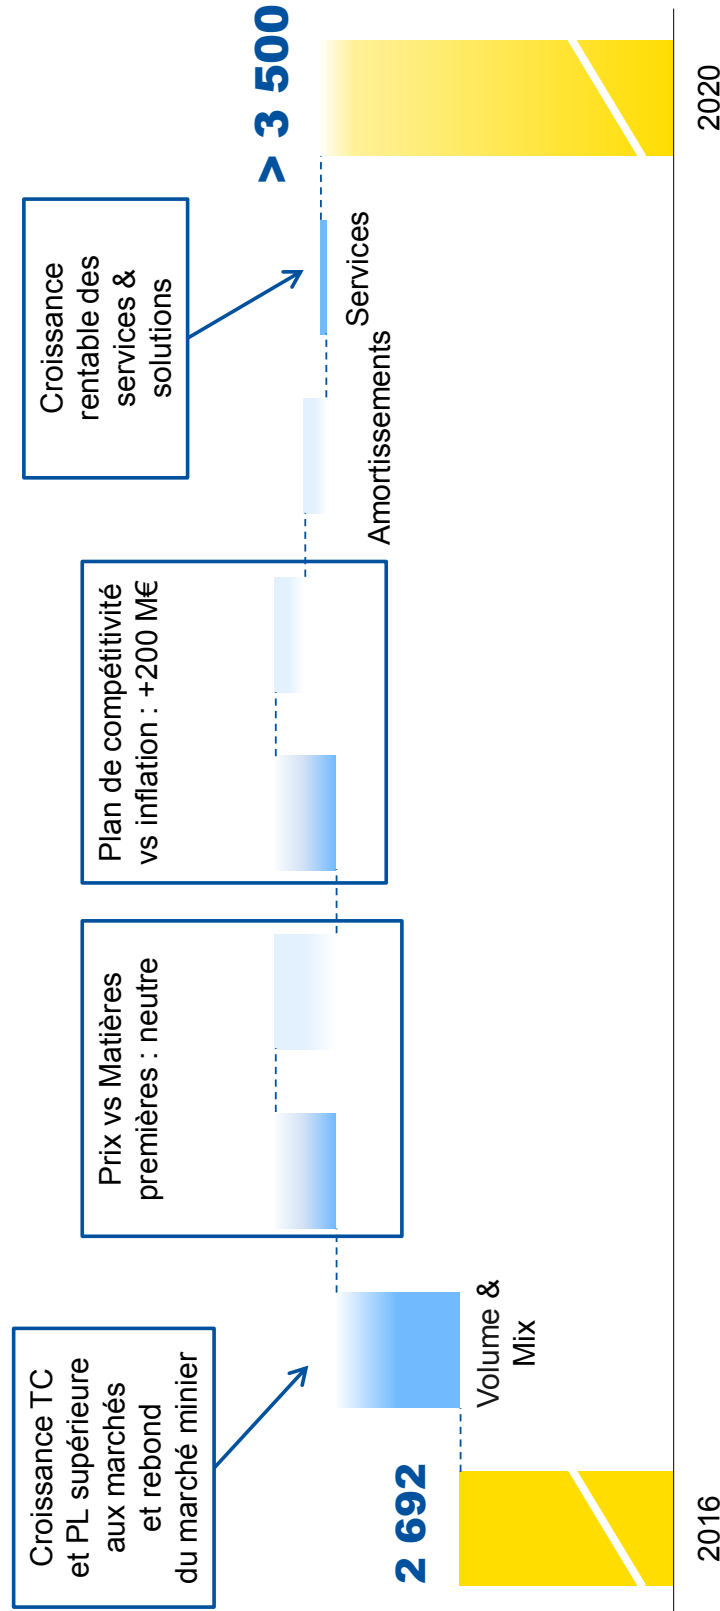 Croissance TC
et PL supérieure
aux marchés
et rebond
du marché minier
Prix vs Matières
premières : neutre
Plan de compétitivité
vs inflation : +200 M€
Croissance
rentable des
services &
solutions
2 692
> 3 500
Volume &
Mix
Amortissements
Services
2016
2020